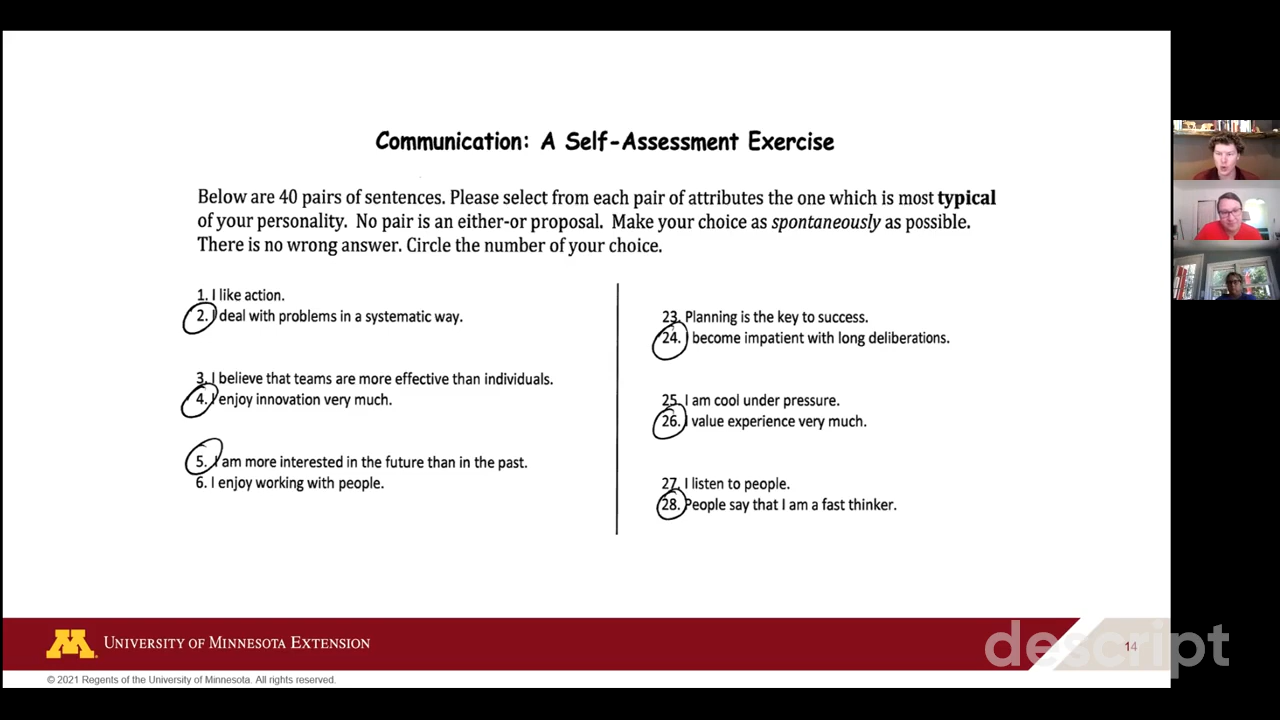 Communication: A Self-Assessment Exercise
Below are 40 pairs of sentences. Please select from each pair of attributes the one which is most typical
of your personality. No pair is an either-or proposal. Make your choice as spontaneously as possible.
There is no wrong answer. Circle the number of your choice.
1. I like action.
2. I deal with problems in a systematic way.
3. I believe that teams are more effective than individuals.
4. I enjoy innovation very much.
5. I am more interested in the future than in the past.
6. I enjoy working with people.
23. Planning is the key to success.
24. I become impatient with long deliberations.
25. I am cool under pressure.
26. I value experience very much.
27. I listen to people.
28. People say that I am a fast thinker.
UNIVERSITY OF MINNESOTA EXTENSION
descript
14
© 2021 Regents of the University of Minnesota. All rights reserved.